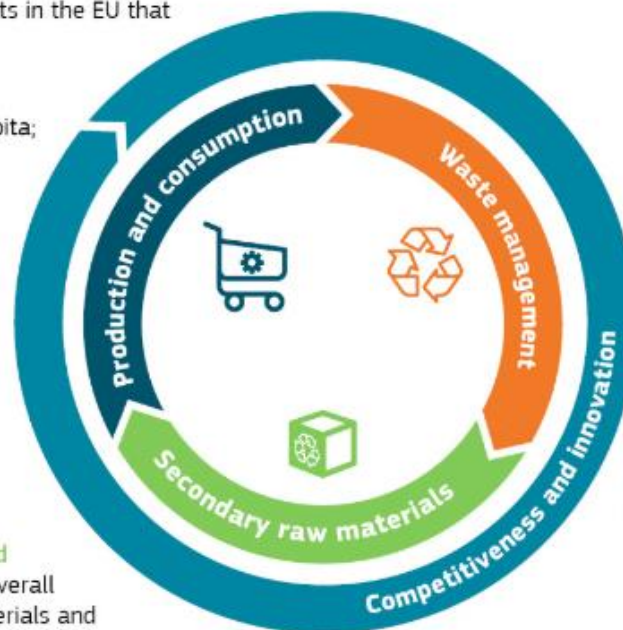 ts in the EU that
pita;
Production and consumption
Waste management
Secondary raw materials
Competitiveness and innovation
d
verall
erials and